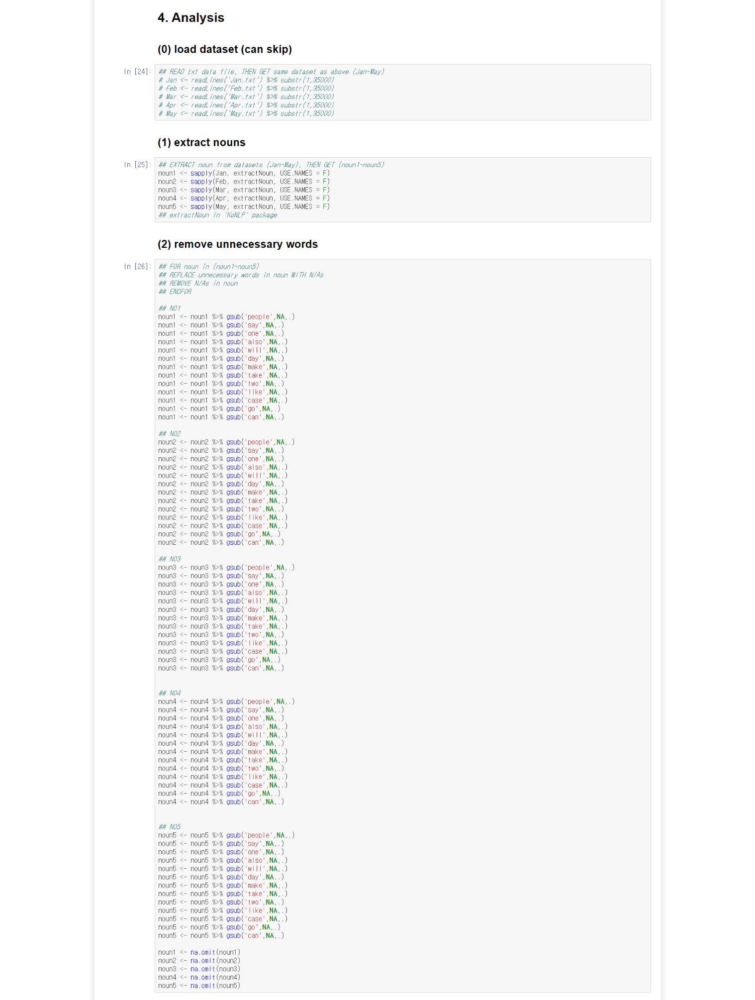 4. Analysis
(0) load dataset (can skip)
In [24]:
## READ txt data file, THEN GET same dataset as above (Jan~May)
# Jan <- readLines('Jan.txt') %>% substr(1,35000)
# Feb <- readLines('Feb.txt') %>% substr(1,35000)
# Mar <- readLines('Mar.txt') %>% substr(1,35000)
# Apr <- readLines('Apr.txt') %>% substr(1,35000)
# May <- readLines('May.txt') %>% substr(1,35000)
(1) extract nouns
In [25]:
## EXTRACT noun from datasets (Jan~May), THEN GET (noun1~noun5)
noun1 <- sapply(Jan, extractNoun, USE.NAMES = F)
noun2 <- sapply(Feb, extractNoun, USE.NAMES = F)
noun3 <- sapply(Mar, extractNoun, USE.NAMES = F)
noun4 <- sapply(Apr, extractNoun, USE.NAMES = F)
noun5 <- sapply(May, extractNoun, USE.NAMES = F)
## extractNoun in 'KoNLP' package
(2) remove unnecessary words
In [26]:
## FOR noun in (noun1~noun5)
## REPLACE unnecessary words in noun WITH N/As
## REMOVE N/As in noun
## ENDFOR
## NO1
noun1 <- noun1 %>% gsub('people',NA,.)
noun1 <- noun1 %>% gsub('say',NA,.)
noun1 <- noun1 %>% gsub('one',NA,.)
noun1 <- noun1 %>% gsub('also',NA,.)
noun1 <- noun1 %>% gsub('will',NA,.)
noun1 <- noun1 %>% gsub('day',NA,.)
noun1 <- noun1 %>% gsub('make',NA,.)
noun1 <- noun1 %>% gsub('take',NA,.)
noun1 <- noun1 %>% gsub('two',NA,.)
noun1 <- noun1 %>% gsub('like',NA,.)
noun1 <- noun1 %>% gsub('case',NA,.)
noun1 <- noun1 %>% gsub('go',NA,.)
noun1 <- noun1 %>% gsub('can',NA,.)
## NO2
noun2 <- noun2 %>% gsub('people',NA,.)
noun2 <- noun2 %>% gsub('say',NA,.)
noun2 <- noun2 %>% gsub('one',NA,.)
noun2 <- noun2 %>% gsub('also',NA,.)
noun2 <- noun2 %>% gsub('will',NA,.)
noun2 <- noun2 %>% gsub('day',NA,.)
noun2 <- noun2 %>% gsub('make',NA,.)
noun2 <- noun2 %>% gsub('take',NA,.)
noun2 <- noun2 %>% gsub('two',NA,.)
noun2 <- noun2 %>% gsub('like',NA,.)
noun2 <- noun2 %>% gsub('case',NA,.)
noun2 <- noun2 %>% gsub('go',NA,.)
noun2 <- noun2 %>% gsub('can',NA,.)
## NO3
noun3 <- noun3 %>% gsub('people',NA,.)
noun3 <- noun3 %>% gsub('say',NA,.)
noun3 <- noun3 %>% gsub('one',NA,.)
noun3 <- noun3 %>% gsub('also',NA,.)
noun3 <- noun3 %>% gsub('will',NA,.)
noun3 <- noun3 %>% gsub('day',NA,.)
noun3 <- noun3 %>% gsub('make',NA,.)
noun3 <- noun3 %>% gsub('take',NA,.)
noun3 <- noun3 %>% gsub('two',NA,.)
noun3 <- noun3 %>% gsub('like',NA,.)
noun3 <- noun3 %>% gsub('case',NA,.)
noun3 <- noun3 %>% gsub('go',NA,.)
noun3 <- noun3 %>% gsub('can',NA,.)
## NO4
noun4 <- noun4 %>% gsub('people',NA,.)
noun4 <- noun4 %>% gsub('say',NA,.)
noun4 <- noun4 %>% gsub('one',NA,.)
noun4 <- noun4 %>% gsub('also',NA,.)
noun4 <- noun4 %>% gsub('will',NA,.)
noun4 <- noun4 %>% gsub('day',NA,.)
noun4 <- noun4 %>% gsub('make',NA,.)
noun4 <- noun4 %>% gsub('take',NA,.)
noun4 <- noun4 %>% gsub('two',NA,.)
noun4 <- noun4 %>% gsub('like',NA,.)
noun4 <- noun4 %>% gsub('case',NA,.)
noun4 <- noun4 %>% gsub('go',NA,.)
noun4 <- noun4 %>% gsub('can',NA,.)
## NO5
noun5 <- noun5 %>% gsub('people',NA,.)
noun5 <- noun5 %>% gsub('say',NA,.)
noun5 <- noun5 %>% gsub('one',NA,.)
noun5 <- noun5 %>% gsub('also',NA,.)
noun5 <- noun5 %>% gsub('will',NA,.)
noun5 <- noun5 %>% gsub('day',NA,.)
noun5 <- noun5 %>% gsub('make',NA,.)
noun5 <- noun5 %>% gsub('take',NA,.)
noun5 <- noun5 %>% gsub('two',NA,.)
noun5 <- noun5 %>% gsub('like',NA,.)
noun5 <- noun5 %>% gsub('case',NA,.)
noun5 <- noun5 %>% gsub('go',NA,.)
noun5 <- noun5 %>% gsub('can',NA,.)
noun1 <- na.omit(noun1)
noun2 <- na.omit(noun2)
noun3 <- na.omit(noun3)
noun4 <- na.omit(noun4)
noun5 <- na.omit(noun5)